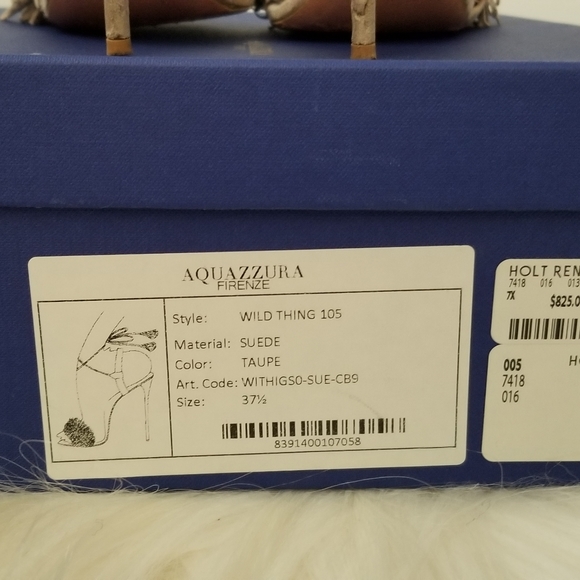 AQUAZZURA
FIRENZE
Style: WILD THING 105
Material: SUEDE
Color: TAUPE
Art. Code: WITHIGS0-SUE-CB9
Size: 37½
8391400107058
HOLT REN
7418 016 013
7X
$825.0
005 H
7418
016